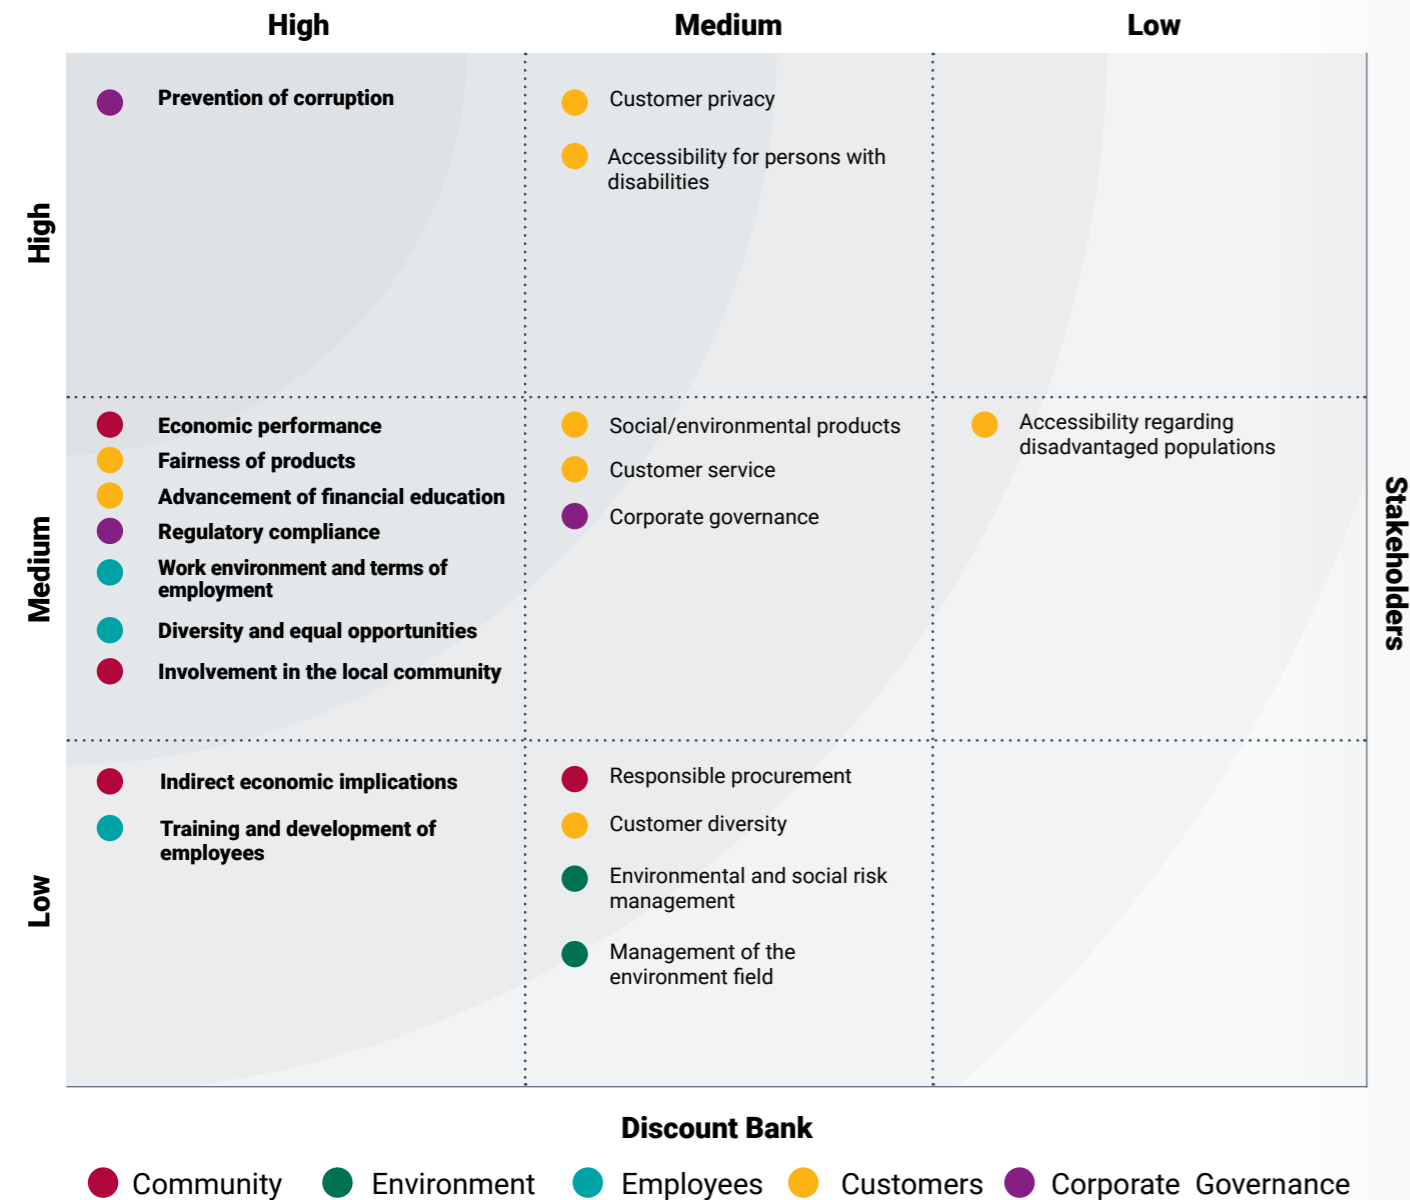 High
Medium
Low
High
Prevention of corruption
Customer privacy
Accessibility for persons with
disabilities
Medium
Economic performance
Fairness of products
Advancement of financial education
Regulatory compliance
Work environment and terms of
employment
Diversity and equal opportunities
Involvement in the local community
Social/environmental products
Customer service
Corporate governance
Accessibility regarding
disadvantaged populations
Stakeholders
Low
Indirect economic implications
Training and development of
employees
Responsible procurement
Customer diversity
Environmental and social risk
management
Management of the
environment field
Discount Bank
Community
Environment
Employees
Customers
Corporate Governance